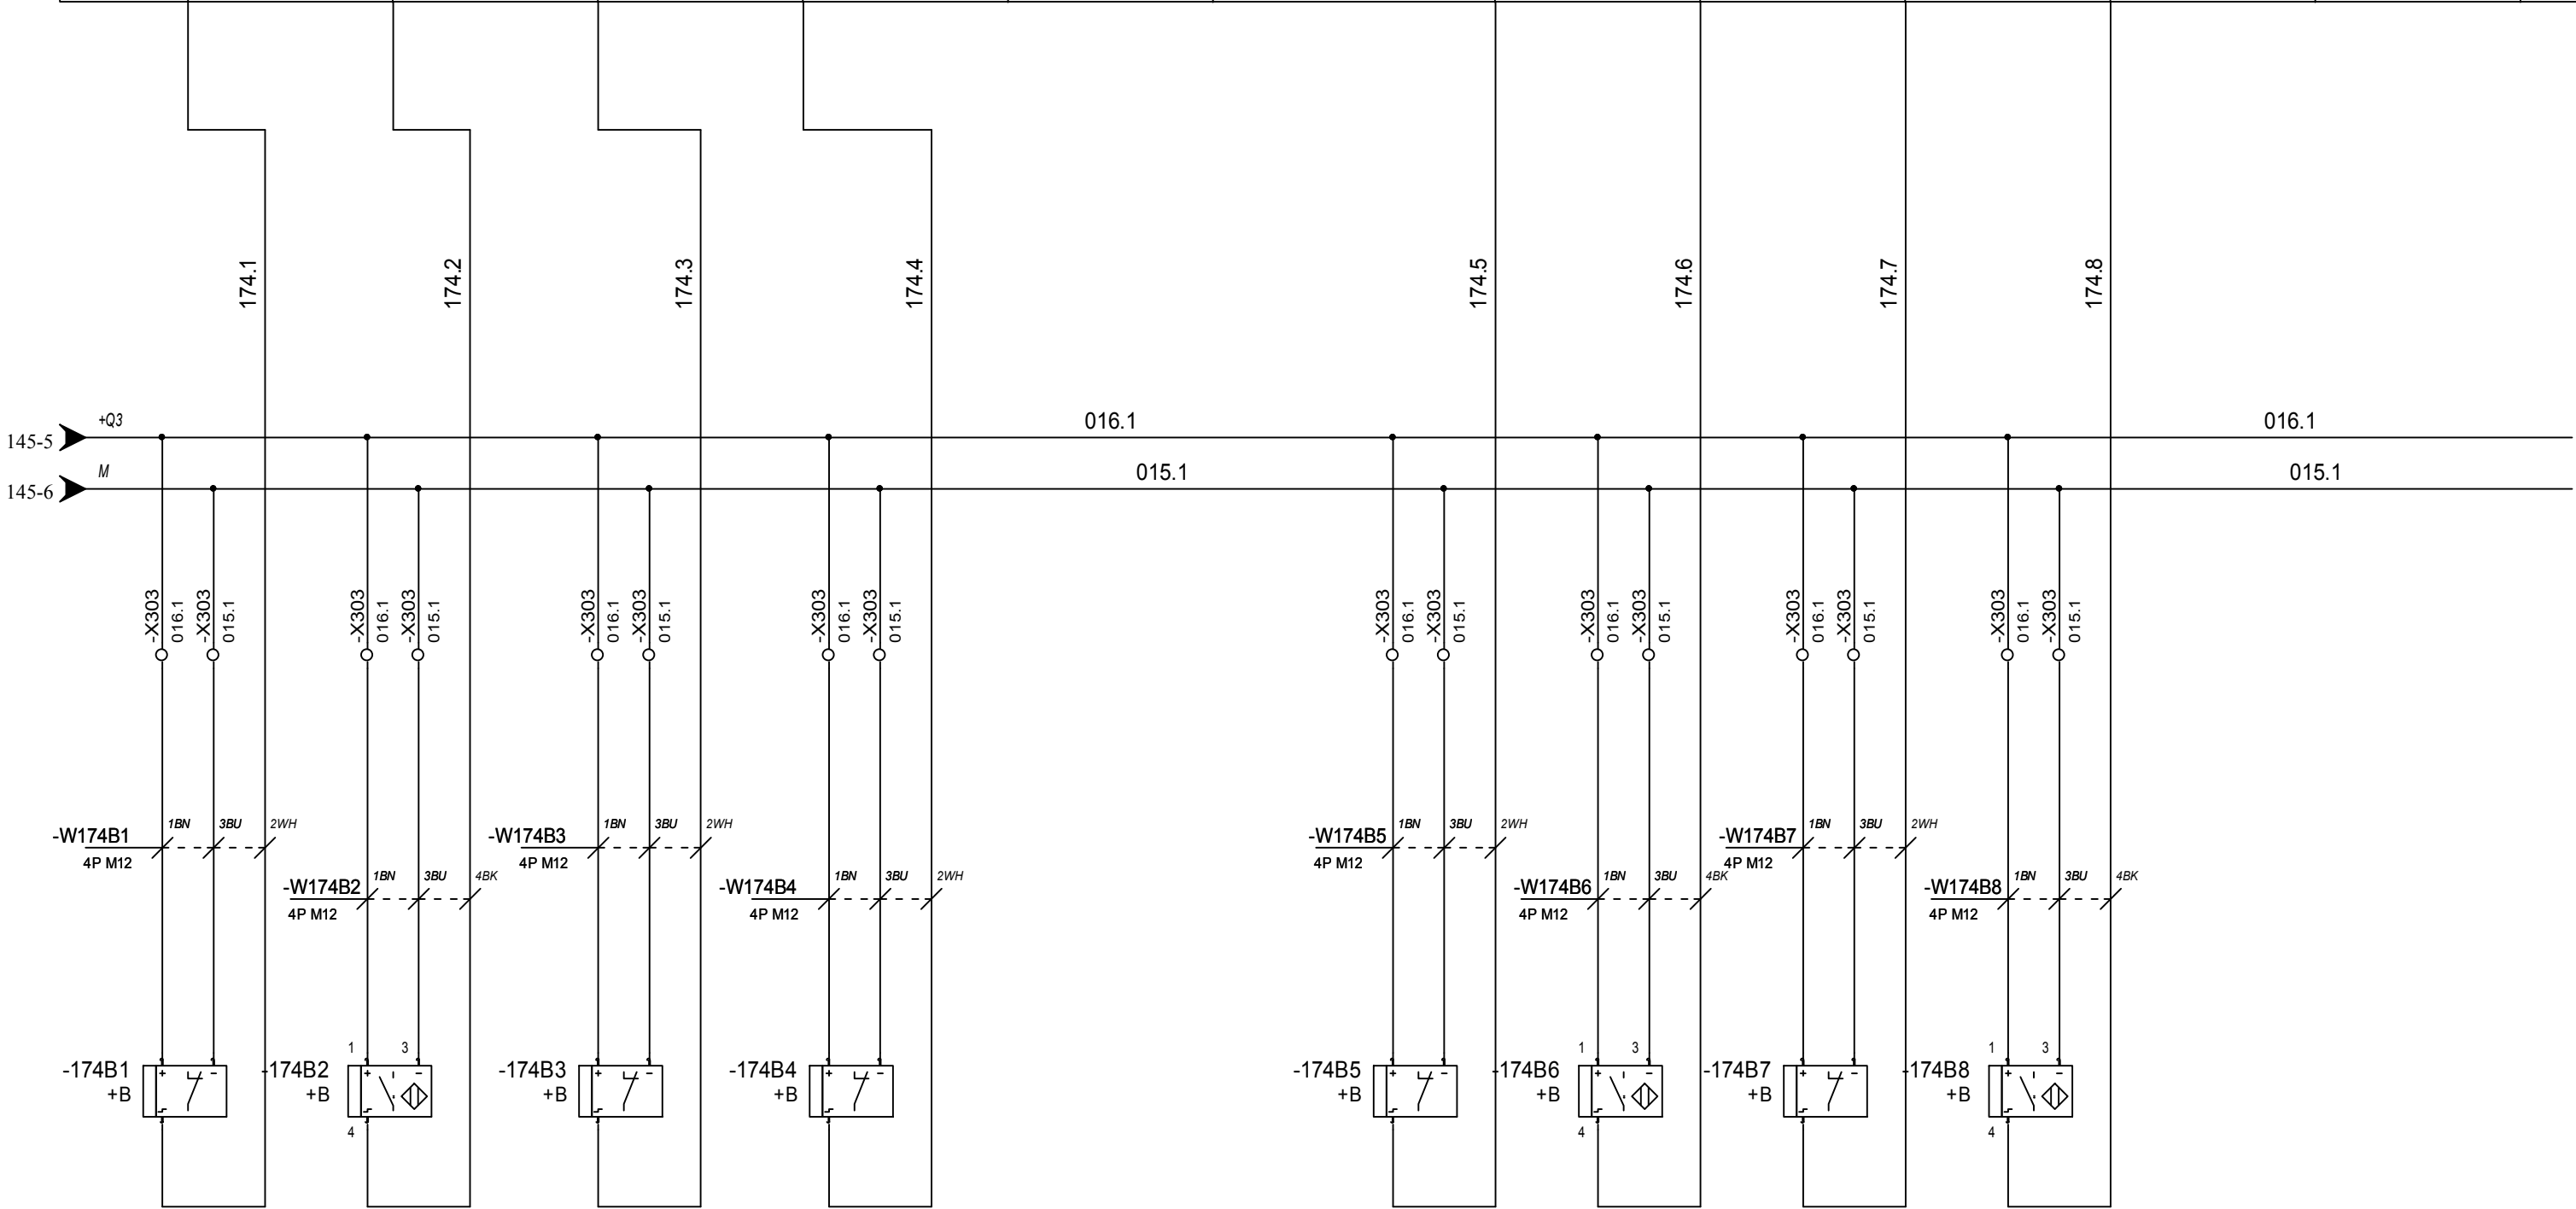 174.1
174.2
174.3
174.4
174.5
174.6
174.7
174.8
145-5
+Q3
016.1
016.1
145-6
M
015.1
015.1
-X303
016.1
-X303
015.1
-X303
016.1
-X303
015.1
-X303
016.1
-X303
015.1
-X303
016.1
-X303
015.1
-X303
016.1
-X303
015.1
-X303
016.1
-X303
015.1
-X303
016.1
-X303
015.1
-X303
016.1
-X303
015.1
-W174B1
4P M12
1BN
3BU
2WH
-W174B2
4P M12
1BN
3BU
4BK
-W174B3
4P M12
1BN
3BU
2WH
-W174B4
4P M12
1BN
3BU
2WH
-W174B5
4P M12
1BN
3BU
2WH
-W174B6
4P M12
1BN
3BU
4BK
-W174B7
4P M12
1BN
3BU
2WH
-W174B8
4P M12
1BN
3BU
4BK
-174B1
+B
+ -
-174B2
+B
1 3
+ -
4
-174B3
+B
+ -
-174B4
+B
+ -
-174B5
+B
+ -
-174B6
+B
1 3
+ -
4
-174B7
+B
+ -
-174B8
+B
1 3
+ -
4